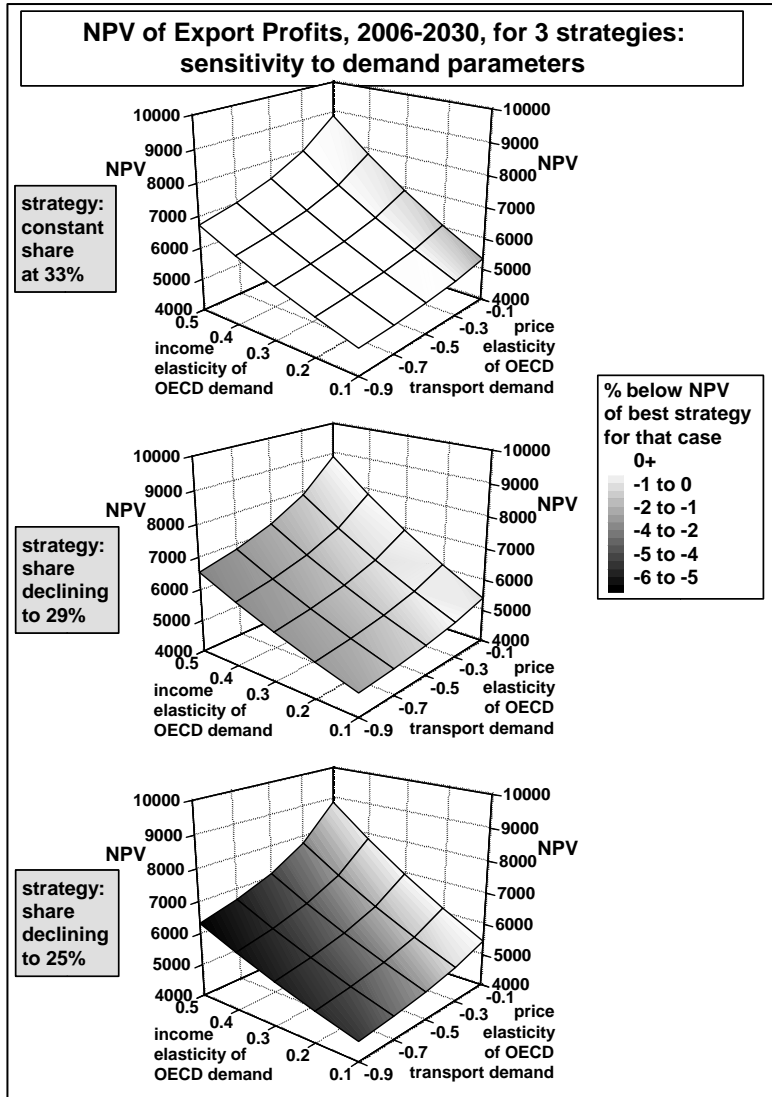 NPV of Export Profits, 2006-2030, for 3 strategies:
sensitivity to demand parameters
strategy:
constant
share
at 33%
NPV
10000
9000
8000
7000
6000
5000
4000
0.5
0.4
0.3
0.2
0.1
income
elasticity of
OECD demand
NPV
10000
9000
8000
7000
6000
5000
4000
-0.1
-0.3
-0.5
-0.7
-0.9
price
elasticity
of OECD
transport demand
% below NPV
of best strategy
for that case
0+
-1 to 0
-2 to -1
-4 to -2
-5 to -4
-6 to -5
strategy:
share
declining
to 29%
NPV
10000
9000
8000
7000
6000
5000
4000
0.5
0.4
0.3
0.2
0.1
income
elasticity of
OECD demand
NPV
10000
9000
8000
7000
6000
5000
4000
-0.1
-0.3
-0.5
-0.7
-0.9
price
elasticity
of OECD
transport demand
strategy:
share
declining
to 25%
NPV
10000
9000
8000
7000
6000
5000
4000
0.5
0.4
0.3
0.2
0.1
income
elasticity of
OECD demand
NPV
10000
9000
8000
7000
6000
5000
4000
-0.1
-0.3
-0.5
-0.7
-0.9
price
elasticity
of OECD
transport demand